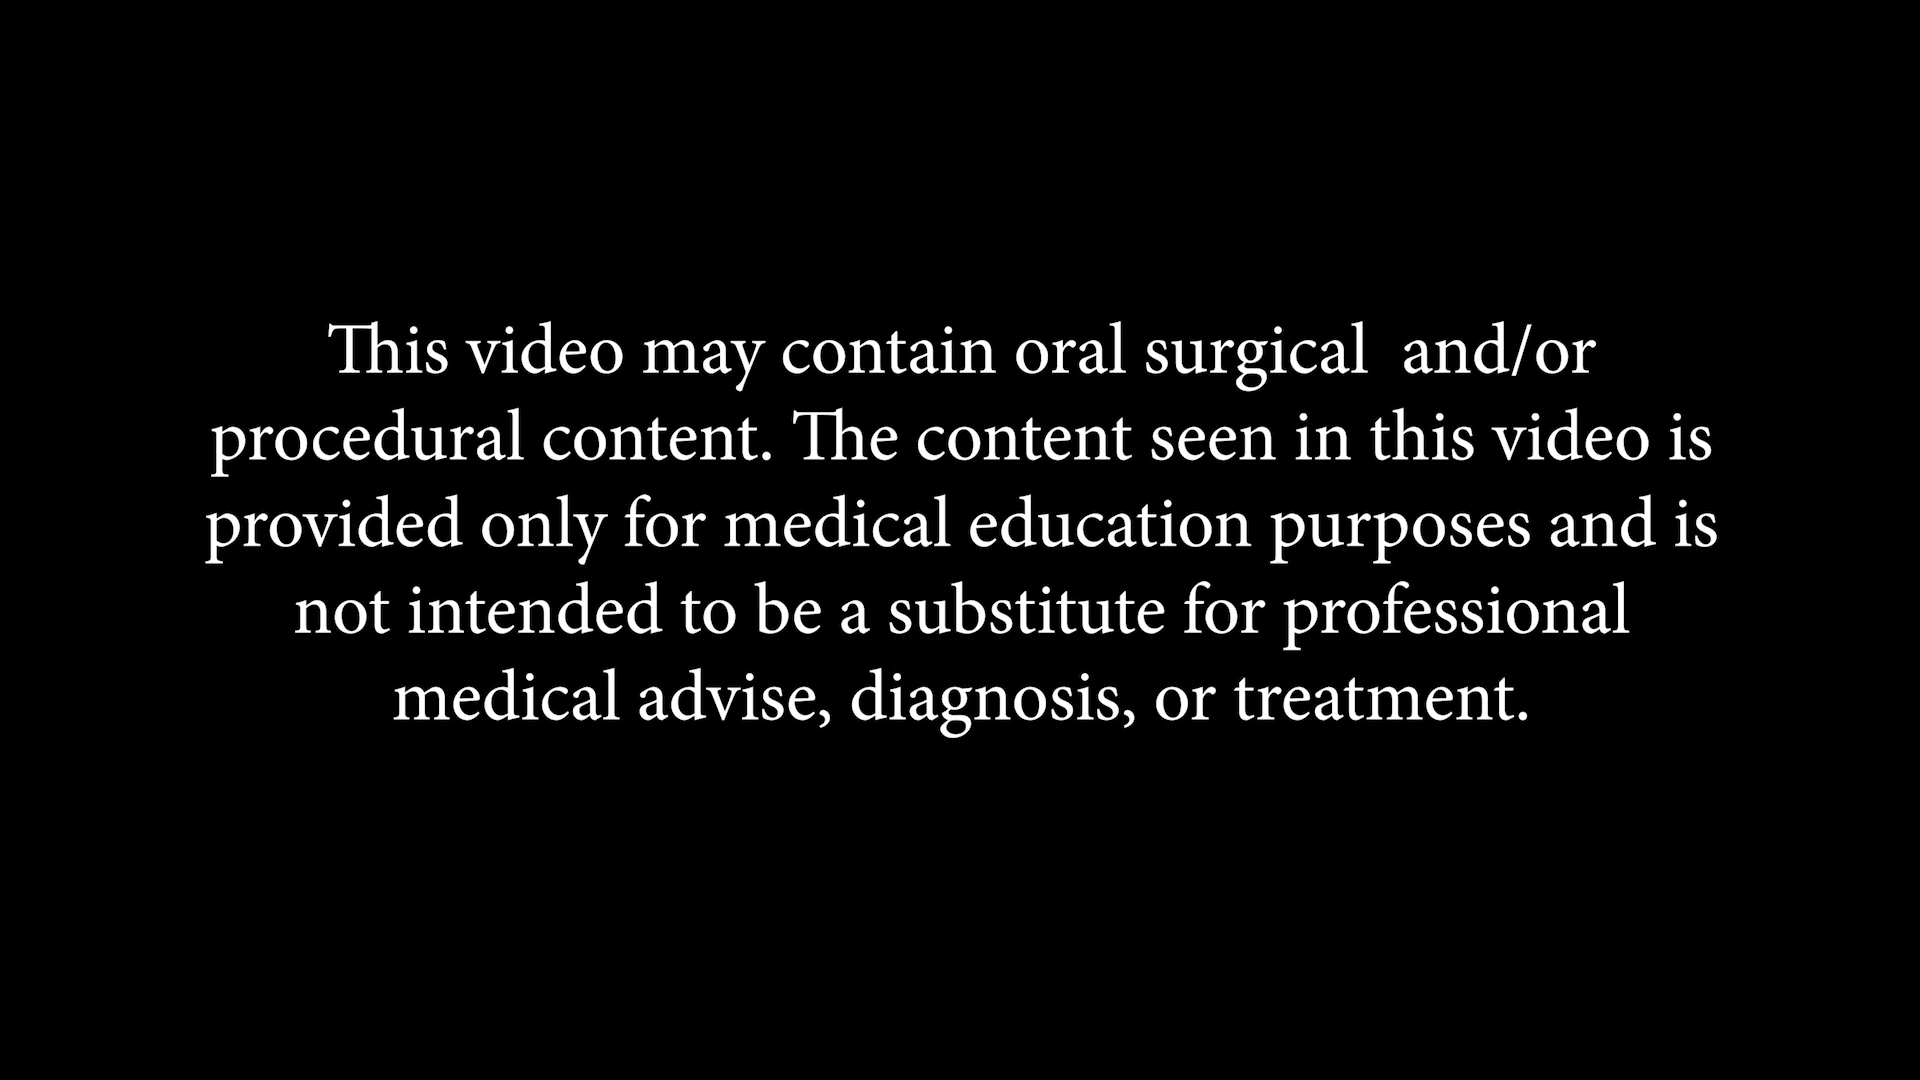 This video may contain oral surgical  and/or
procedural content. The content seen in this video is
provided only for medical education purposes and is
not intended to be a substitute for professional
medical advise, diagnosis, or treatment.